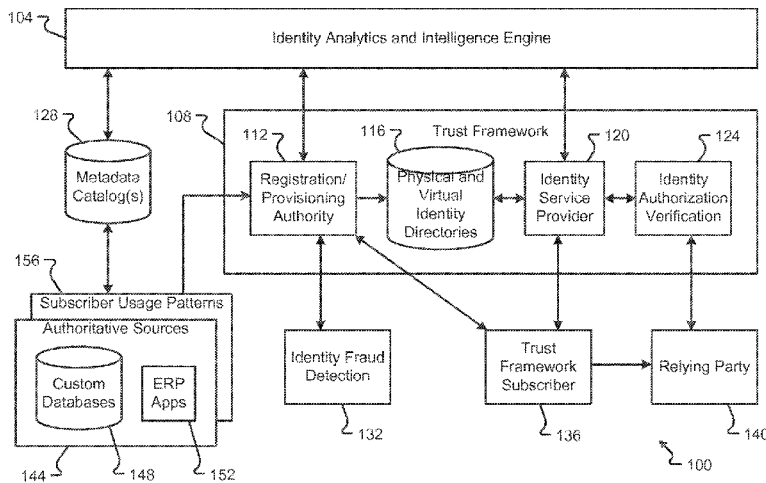 104
Identity Analytics and Intelligence Engine
128
108
112
116
Trust Framework
120
124
Metadata
Catalog(s)
Registration/
Provisioning
Authority
Physical and
Virtual
Identity
Directories
Identity
Service
Provider
Identity
Authorization
Verification
156
Subscriber Usage Patterns
Authoritative Sources
Custom
Databases
ERP
Apps
Identity Fraud
Detection
Trust
Framework
Subscriber
Relying Party
132
136
140
144
148
152
100